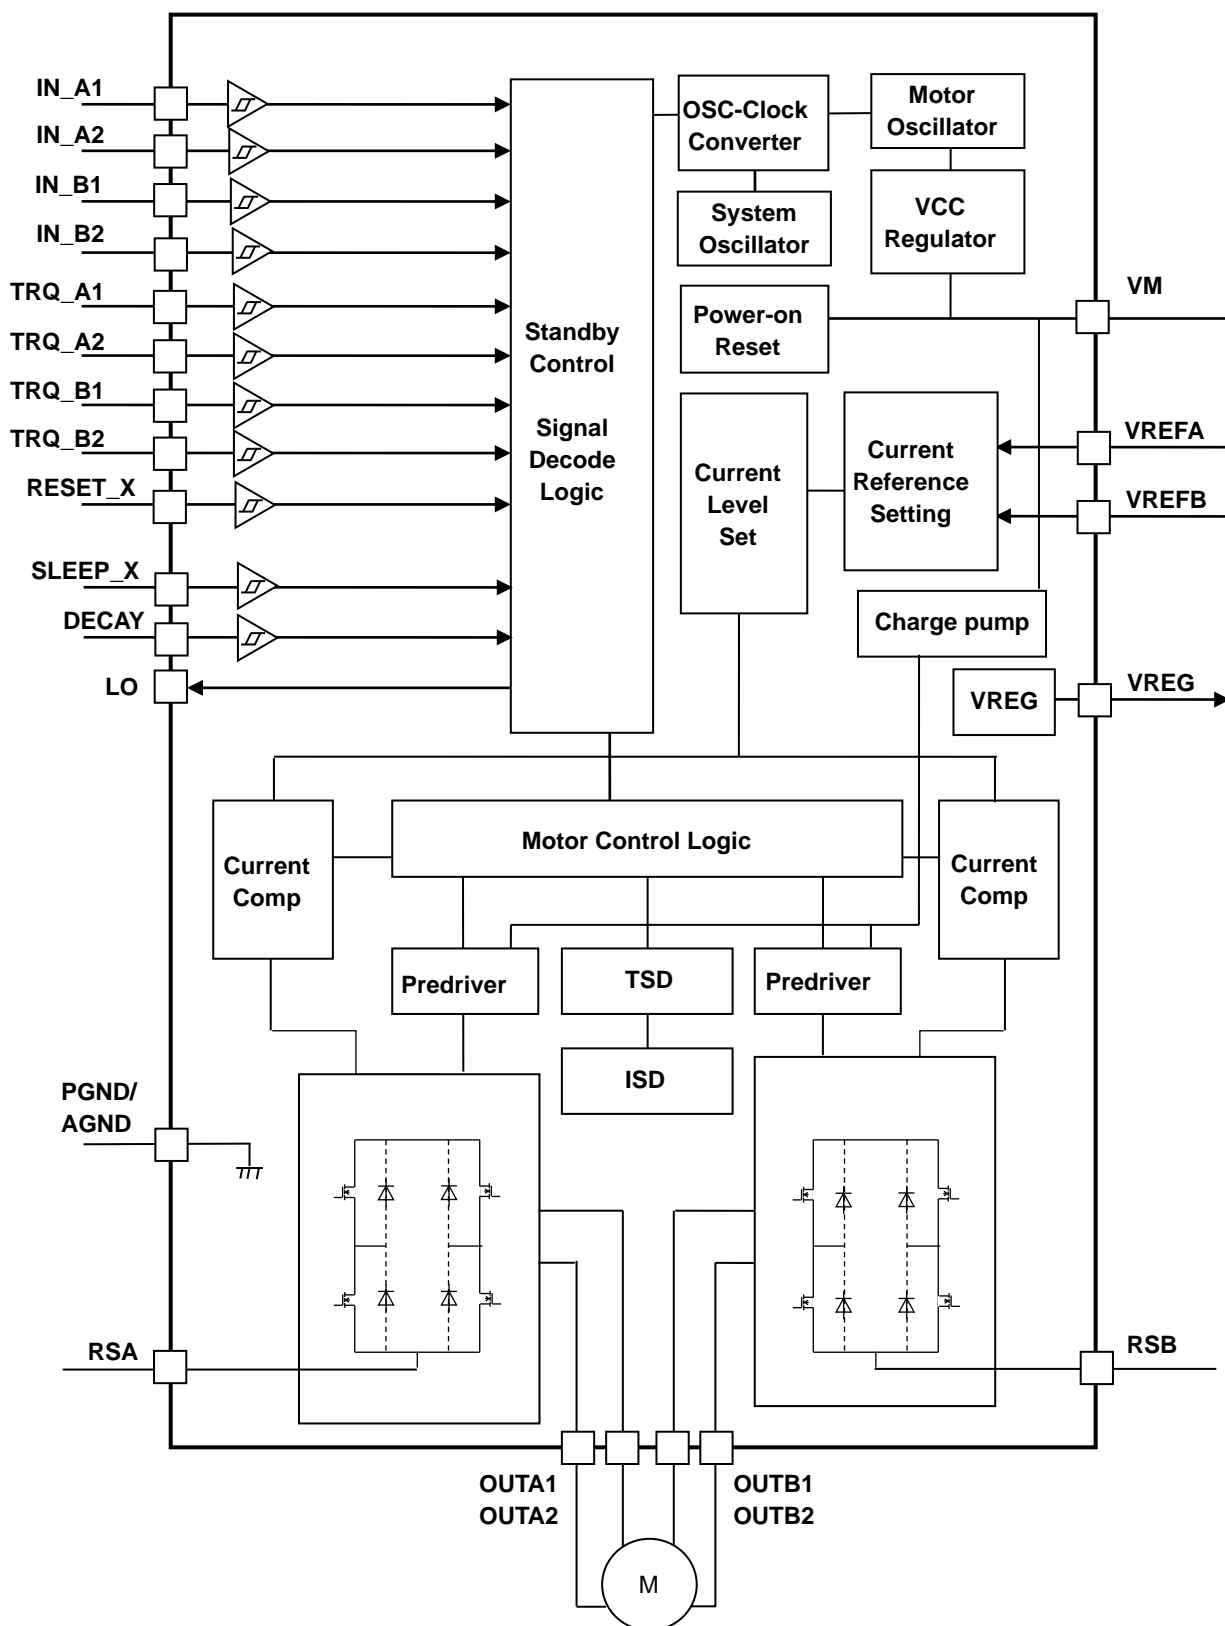 IN_A1
IN_A2
IN_B1
IN_B2
TRQ_A1
TRQ_A2
TRQ_B1
TRQ_B2
RESET_X
SLEEP_X
DECAY
LO
Standby
Control
Signal
Decode
Logic
OSC-Clock
Converter
Motor
Oscillator
System
Oscillator
VCC
Regulator
Power-on
Reset
VM
Current
Level
Set
Current
Reference
Setting
VREFA
VREFB
Charge pump
VREG
VREG
Current
Comp
Motor Control Logic
Current
Comp
Predriver
TSD
Predriver
ISD
PGND/
AGND
RSA
RSB
OUTA1
OUTA2
OUTB1
OUTB2
M